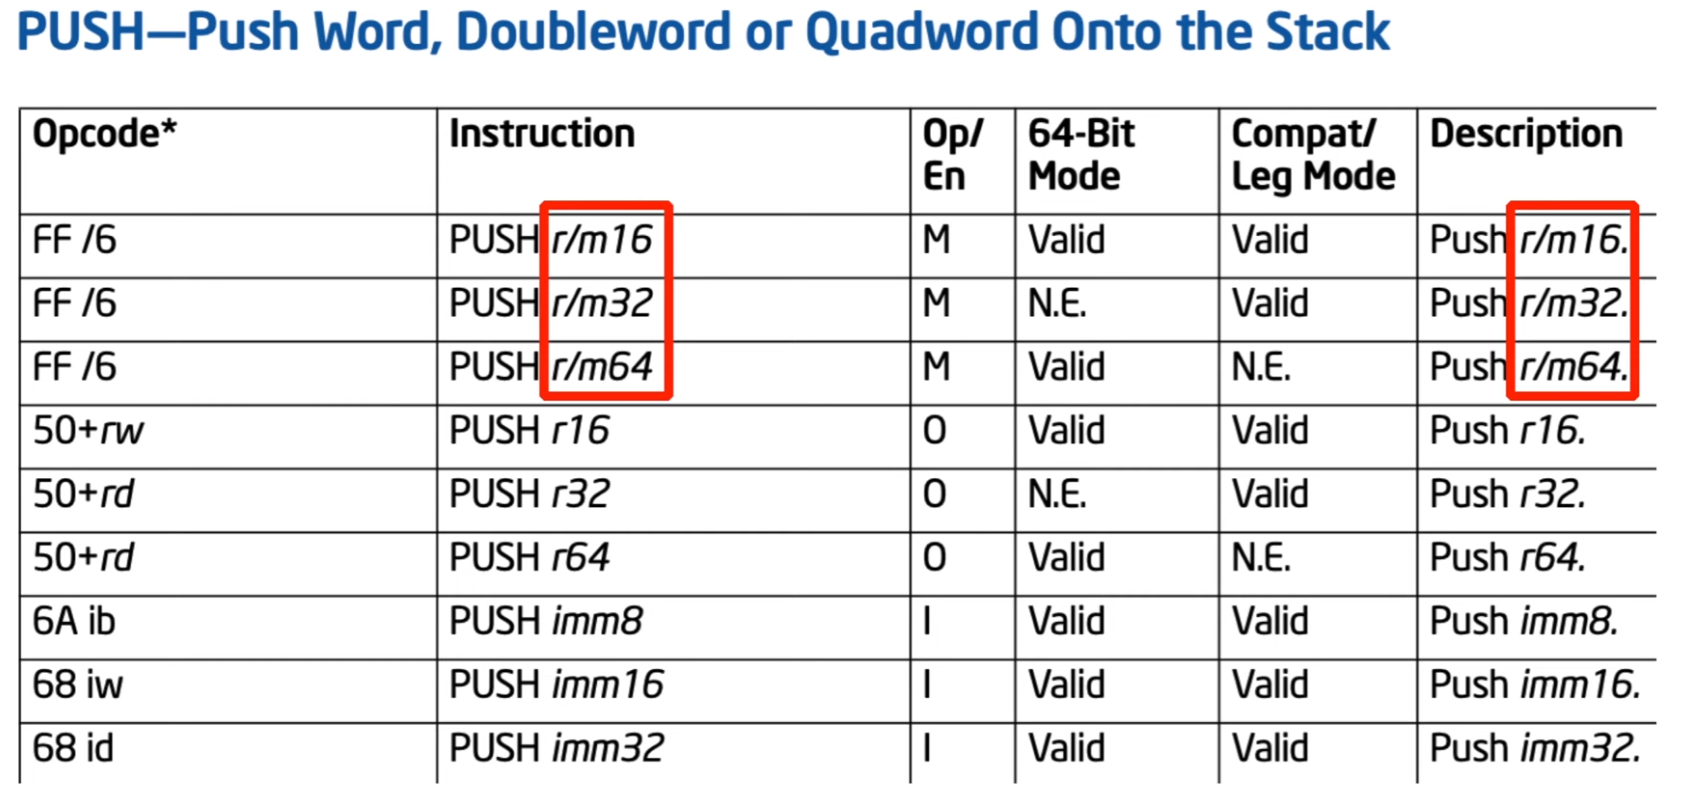 PUSH—Push Word, Doubleword or Quadword Onto the Stack
Opcode* Instruction Op/ En 64-Bit Mode Compat/ Leg Mode Description
FF /6 PUSH r/m16 M Valid Valid Push r/m16.
FF /6 PUSH r/m32 M N.E. Valid Push r/m32.
FF /6 PUSH r/m64 M Valid N.E. Push r/m64.
50+rw PUSH r16 O Valid Valid Push r16.
50+rd PUSH r32 O N.E. Valid Push r32.
50+rd PUSH r64 O Valid N.E. Push r64.
6A ib PUSH imm8 I Valid Valid Push imm8.
68 iw PUSH imm16 I Valid Valid Push imm16.
68 id PUSH imm32 I Valid Valid Push imm32.